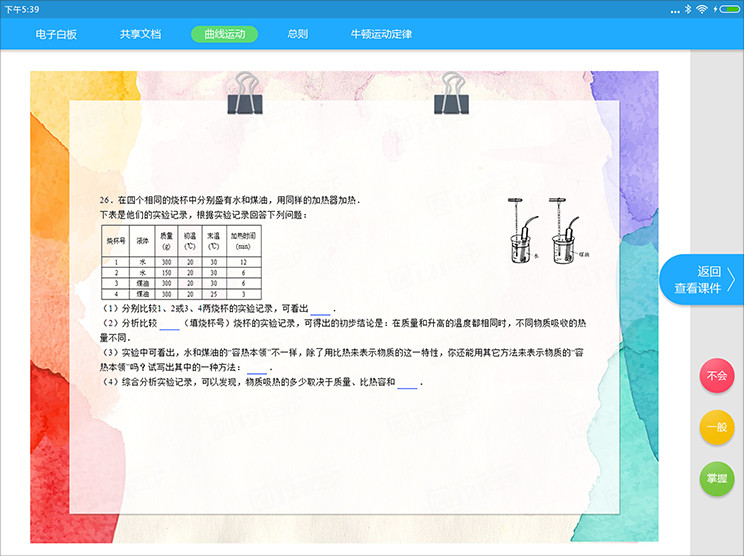 下午5:39
电子白板 共享文档 曲线运动 总则 牛顿运动定律
26．在四个相同的烧杯中分别盛有水和煤油，用同样的加热器加热．
下表是他们的实验记录，根据实验记录回答下列问题：
烧杯号 液体 质量(g) 初温(℃) 末温(℃) 加热时间(min)
1 水 300 20 30 12
2 水 150 20 30 6
3 煤油 300 20 30 6
4 煤油 300 20 25 3
水 煤油
（1）分别比较1、2或3、4两烧杯的实验记录，可看出____．
（2）分析比较____（填烧杯号）烧杯的实验记录，可得出的初步结论是：在质量和升高的温度都相同时，不同物质吸收的热
量不同．
（3）实验中可看出，水和煤油的“容热本领”不一样，除了用比热来表示物质的这一特性，你还能用其它方法来表示物质的“容
热本领”吗？试写出其中的一种方法：____．
（4）综合分析实验记录，可以发现，物质吸热的多少取决于质量、比热容和____．
返回
查看课件
不会
一般
掌握